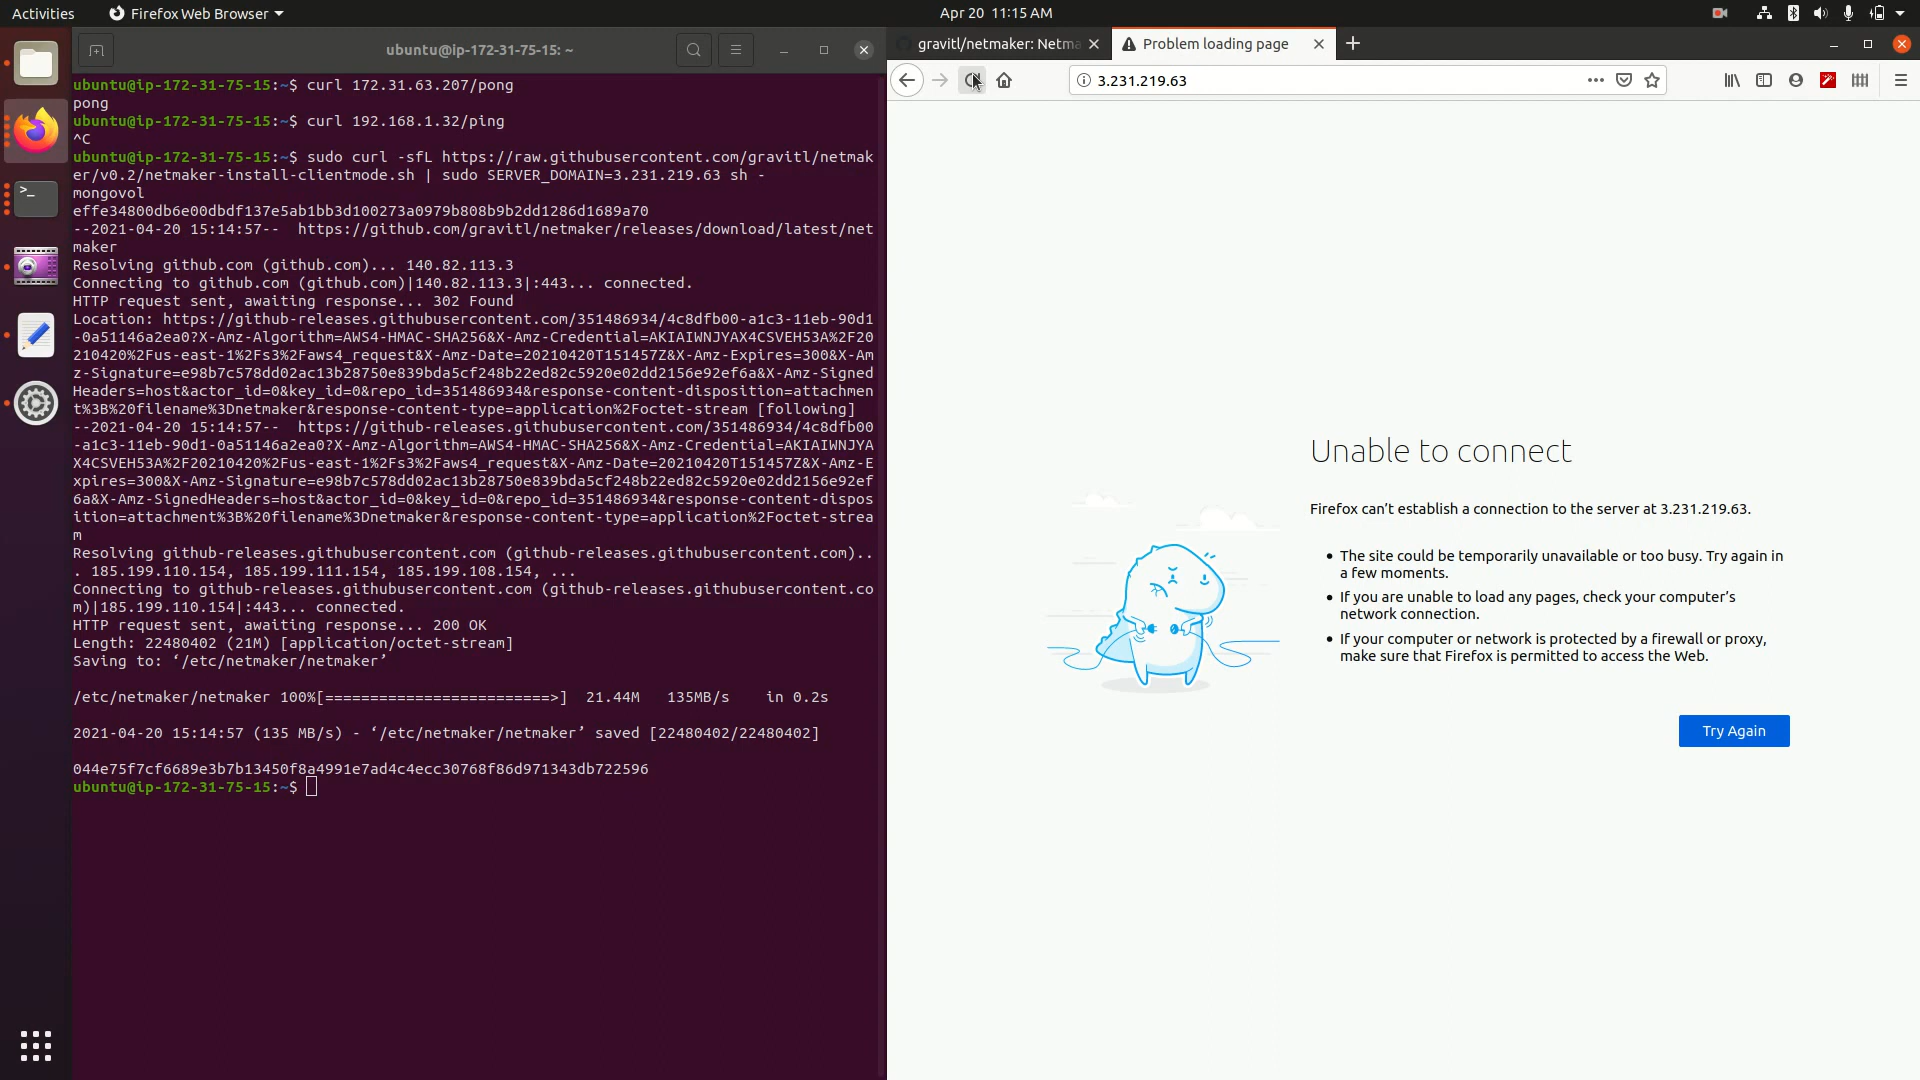 Activities
Firefox Web Browser
Apr 20 11:15 AM
ubuntu@ip-172-31-75-15: ~
ubuntu@ip-172-31-75-15:~$ curl 172.31.63.207/pong
pong
ubuntu@ip-172-31-75-15:~$ curl 192.168.1.32/ping
^C
ubuntu@ip-172-31-75-15:~$ sudo curl -sfL https://raw.githubusercontent.com/gravitl/netmak
er/v0.2/netmaker-install-clientmode.sh | sudo SERVER_DOMAIN=3.231.219.63 sh -
mongovol
effe34800db6e00dbdf137e5ab1bb3d100273a0979b808b9b2dd1286d1689a70
--2021-04-20 15:14:57--  https://github.com/gravitl/netmaker/releases/download/latest/net
maker
Resolving github.com (github.com)... 140.82.113.3
Connecting to github.com (github.com)|140.82.113.3|:443... connected.
HTTP request sent, awaiting response... 302 Found
Location: https://github-releases.githubusercontent.com/351486934/4c8dfb00-a1c3-11eb-90d1
-0a51146a2ea0?X-Amz-Algorithm=AWS4-HMAC-SHA256&X-Amz-Credential=AKIAIWNJYAX4CSVEH53A%2F20
210420%2Fus-east-1%2Fs3%2Faws4_request&X-Amz-Date=20210420T151457Z&X-Amz-Expires=300&X-Am
z-Signature=e98b7c578dd02ac13b28750e839bda5cf248b22ed82c5920e02dd2156e92ef6a&X-Amz-Signed
Headers=host&actor_id=0&key_id=0&repo_id=351486934&response-content-disposition=attachmen
t%3B%20filename%3Dnetmaker&response-content-type=application%2Foctet-stream [following]
--2021-04-20 15:14:57--  https://github-releases.githubusercontent.com/351486934/4c8dfb00
-a1c3-11eb-90d1-0a51146a2ea0?X-Amz-Algorithm=AWS4-HMAC-SHA256&X-Amz-Credential=AKIAIWNJYA
X4CSVEH53A%2F20210420%2Fus-east-1%2Fs3%2Faws4_request&X-Amz-Date=20210420T151457Z&X-Amz-E
xpires=300&X-Amz-Signature=e98b7c578dd02ac13b28750e839bda5cf248b22ed82c5920e02dd2156e92ef
6a&X-Amz-SignedHeaders=host&actor_id=0&key_id=0&repo_id=351486934&response-content-dispos
ition=attachment%3B%20filename%3Dnetmaker&response-content-type=application%2Foctet-strea
m
Resolving github-releases.githubusercontent.com (github-releases.githubusercontent.com)..
. 185.199.110.154, 185.199.111.154, 185.199.108.154, ...
Connecting to github-releases.githubusercontent.com (github-releases.githubusercontent.co
m)|185.199.110.154|:443... connected.
HTTP request sent, awaiting response... 200 OK
Length: 22480402 (21M) [application/octet-stream]
Saving to: ‘/etc/netmaker/netmaker’
/etc/netmaker/netmaker 100%[=========================>]  21.44M   135MB/s    in 0.2s
2021-04-20 15:14:57 (135 MB/s) - ‘/etc/netmaker/netmaker’ saved [22480402/22480402]
044e75f7cf6689e3b7b13450f8a4991e7ad4c4ecc30768f86d971343db722596
ubuntu@ip-172-31-75-15:~$
gravitl/netmaker: Netma
Problem loading page
3.231.219.63
Unable to connect
Firefox can’t establish a connection to the server at 3.231.219.63.
• The site could be temporarily unavailable or too busy. Try again in
a few moments.
• If you are unable to load any pages, check your computer’s
network connection.
• If your computer or network is protected by a firewall or proxy,
make sure that Firefox is permitted to access the Web.
Try Again